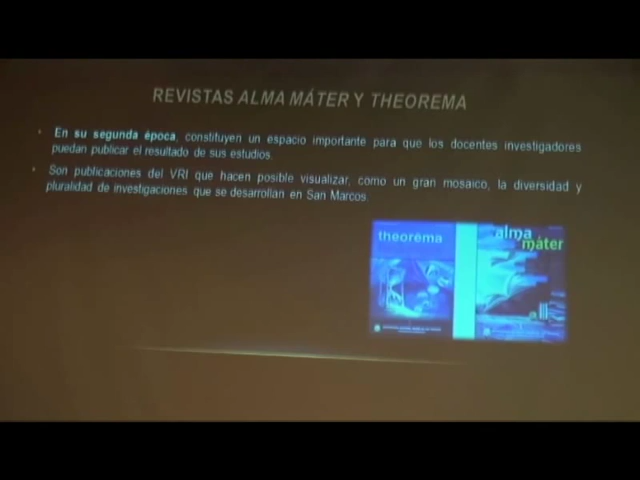 REVISTAS ALMA MÁTER Y THEOREMA
• En su segunda época, constituyen un espacio importante para que los docentes investigadores
puedan publicar el resultado de sus estudios.
• Son publicaciones del VRI que hacen posible visualizar, como un gran mosaico, la diversidad y
pluralidad de investigaciones que se desarrollan en San Marcos.
theorema
alma
máter